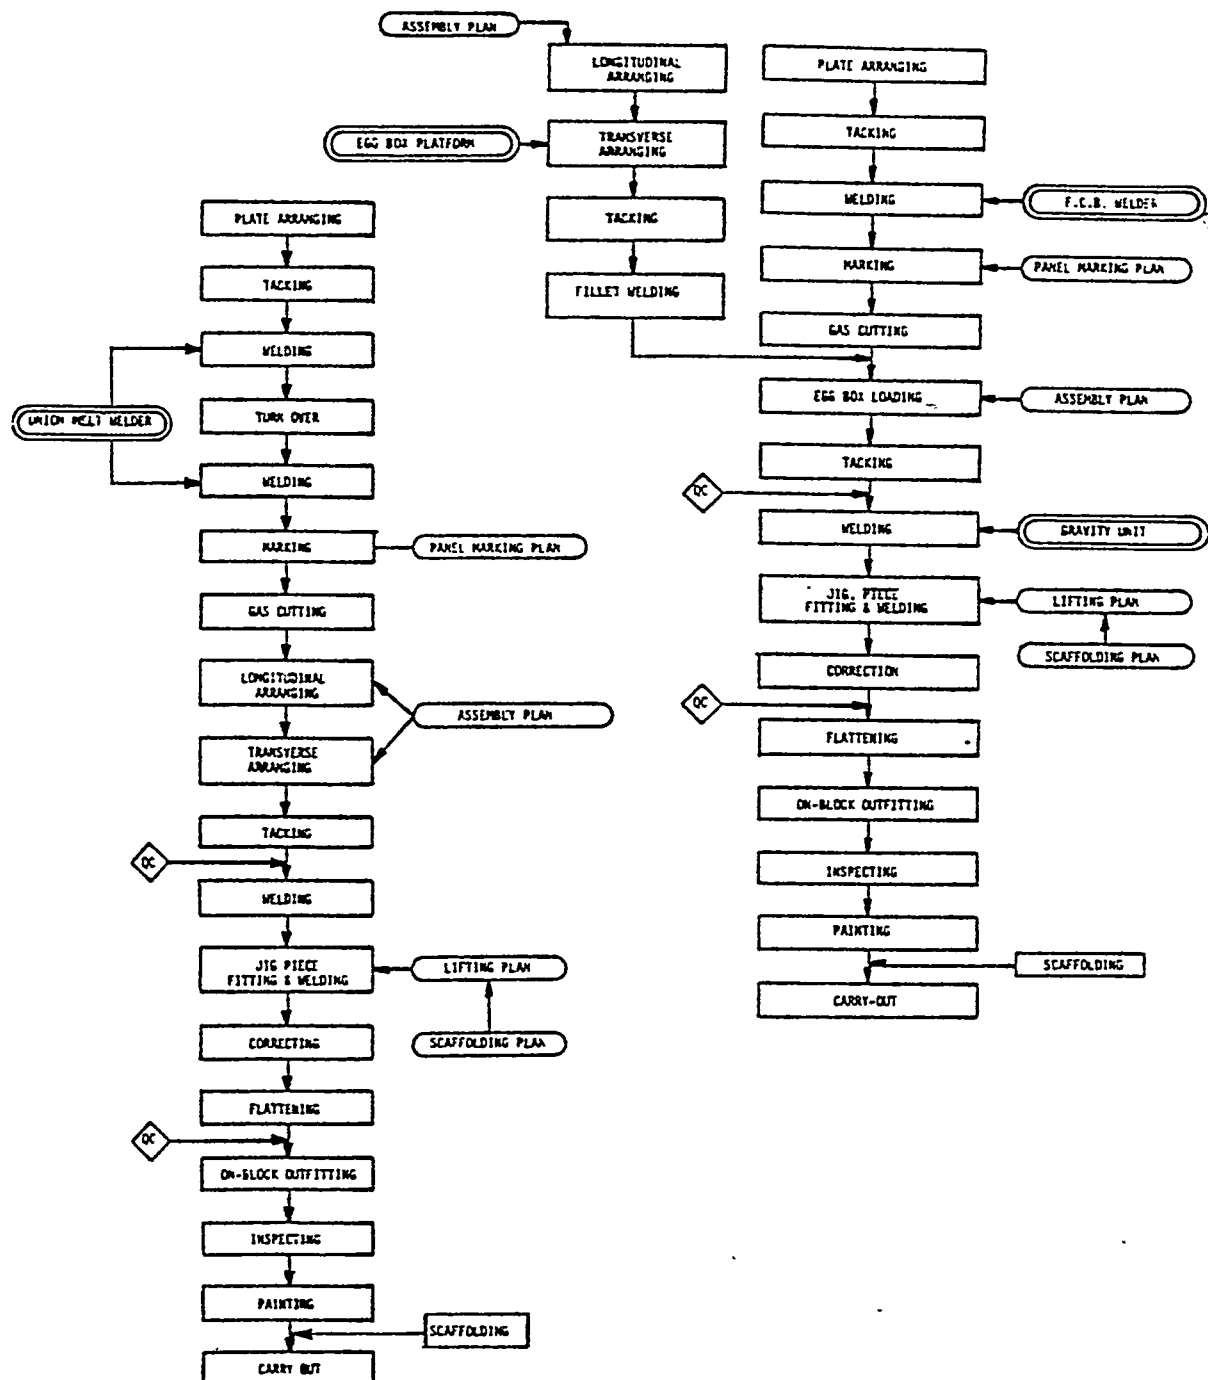 PLATE ARRANGING
TACKING
WELDING
UNION MELT WELDER
TURN OVER
WELDING
MARKING
PANEL MARKING PLAN
GAS CUTTING
LONGITUDINAL
ARRANGING
ASSEMBLY PLAN
TRANSVERSE
ARRANGING
TACKING
QC
WELDING
JIG PIECE
FITTING & WELDING
LIFTING PLAN
SCAFFOLDING PLAN
CORRECTING
FLATTENING
QC
ON-BLOCK OUTFITTING
INSPECTING
PAINTING
SCAFFOLDING
CARRY OUT
ASSEMBLY PLAN
LONGITUDINAL
ARRANGING
EGG BOX PLATFORM
TRANSVERSE
ARRANGING
TACKING
FILLET WELDING
PLATE ARRANGING
TACKING
WELDING
F.C.B. WELDER
MARKING
PANEL MARKING PLAN
GAS CUTTING
EGG BOX LOADING
ASSEMBLY PLAN
TACKING
QC
WELDING
GRAVITY UNIT
JIG, PIECE
FITTING & WELDING
LIFTING PLAN
SCAFFOLDING PLAN
CORRECTION
QC
FLATTENING
ON-BLOCK OUTFITTING
INSPECTING
PAINTING
SCAFFOLDING
CARRY-OUT